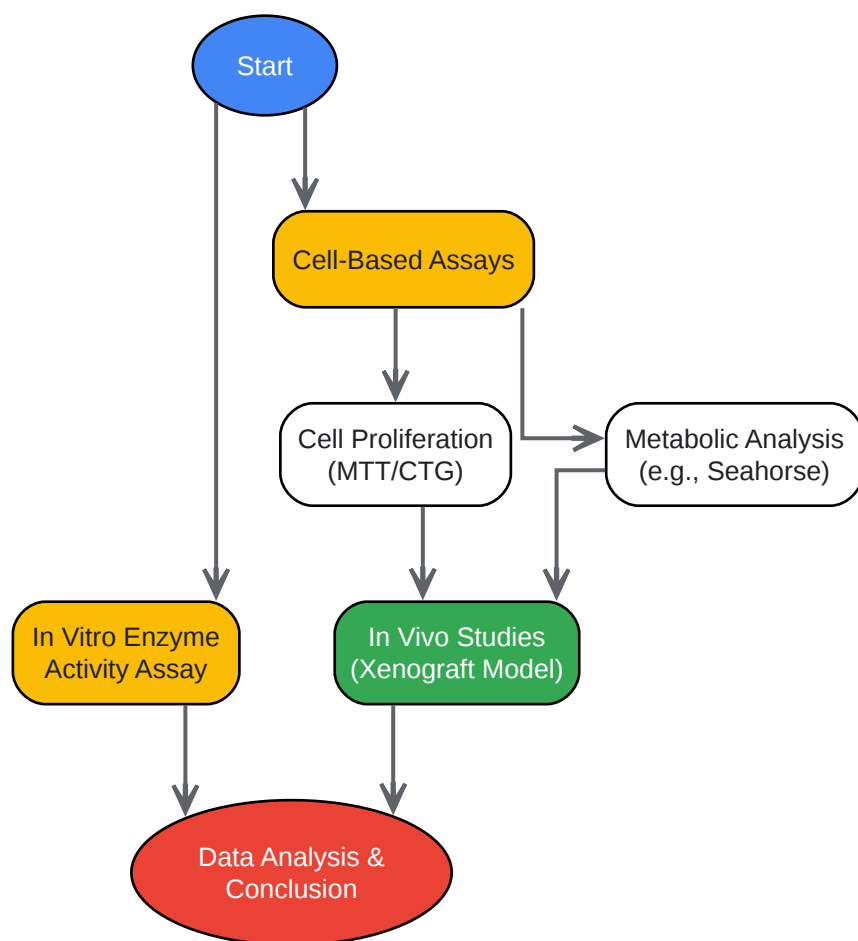 Start
Cell-Based Assays
Cell Proliferation
(MTT/CTG)
Metabolic Analysis
(e.g., Seahorse)
In Vitro Enzyme
Activity Assay
In Vivo Studies
(Xenograft Model)
Data Analysis &
Conclusion